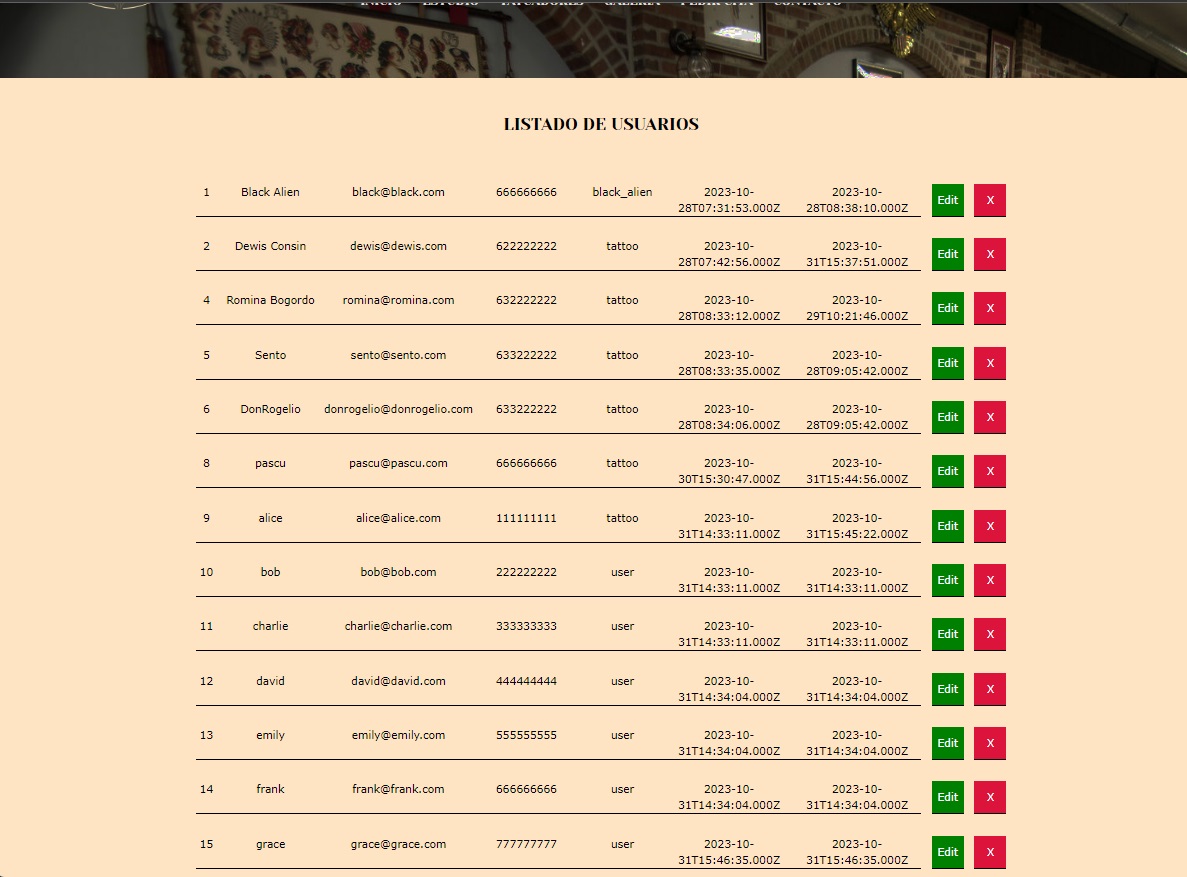 INICIO ESTUDIO TATUADORES GALERIA PEDIR CITA CONTACTO
LISTADO DE USUARIOS
1 Black Alien black@black.com 666666666 black_alien 2023-10- 2023-10- Edit X
28T07:31:53.000Z 28T08:38:10.000Z
2 Dewis Consin dewis@dewis.com 622222222 tattoo 2023-10- 2023-10- Edit X
28T07:42:56.000Z 31T15:37:51.000Z
4 Romina Bogordo romina@romina.com 632222222 tattoo 2023-10- 2023-10- Edit X
28T08:33:12.000Z 29T10:21:46.000Z
5 Sento sento@sento.com 633222222 tattoo 2023-10- 2023-10- Edit X
28T08:33:35.000Z 28T09:05:42.000Z
6 DonRogelio donrogelio@donrogelio.com 633222222 tattoo 2023-10- 2023-10- Edit X
28T08:34:06.000Z 28T09:05:42.000Z
8 pascu pascu@pascu.com 666666666 tattoo 2023-10- 2023-10- Edit X
30T15:30:47.000Z 31T15:44:56.000Z
9 alice alice@alice.com 111111111 tattoo 2023-10- 2023-10- Edit X
31T14:33:11.000Z 31T15:45:22.000Z
10 bob bob@bob.com 222222222 user 2023-10- 2023-10- Edit X
31T14:33:11.000Z 31T14:33:11.000Z
11 charlie charlie@charlie.com 333333333 user 2023-10- 2023-10- Edit X
31T14:33:11.000Z 31T14:33:11.000Z
12 david david@david.com 444444444 user 2023-10- 2023-10- Edit X
31T14:34:04.000Z 31T14:34:04.000Z
13 emily emily@emily.com 555555555 user 2023-10- 2023-10- Edit X
31T14:34:04.000Z 31T14:34:04.000Z
14 frank frank@frank.com 666666666 user 2023-10- 2023-10- Edit X
31T14:34:04.000Z 31T14:34:04.000Z
15 grace grace@grace.com 777777777 user 2023-10- 2023-10- Edit X
31T15:46:35.000Z 31T15:46:35.000Z